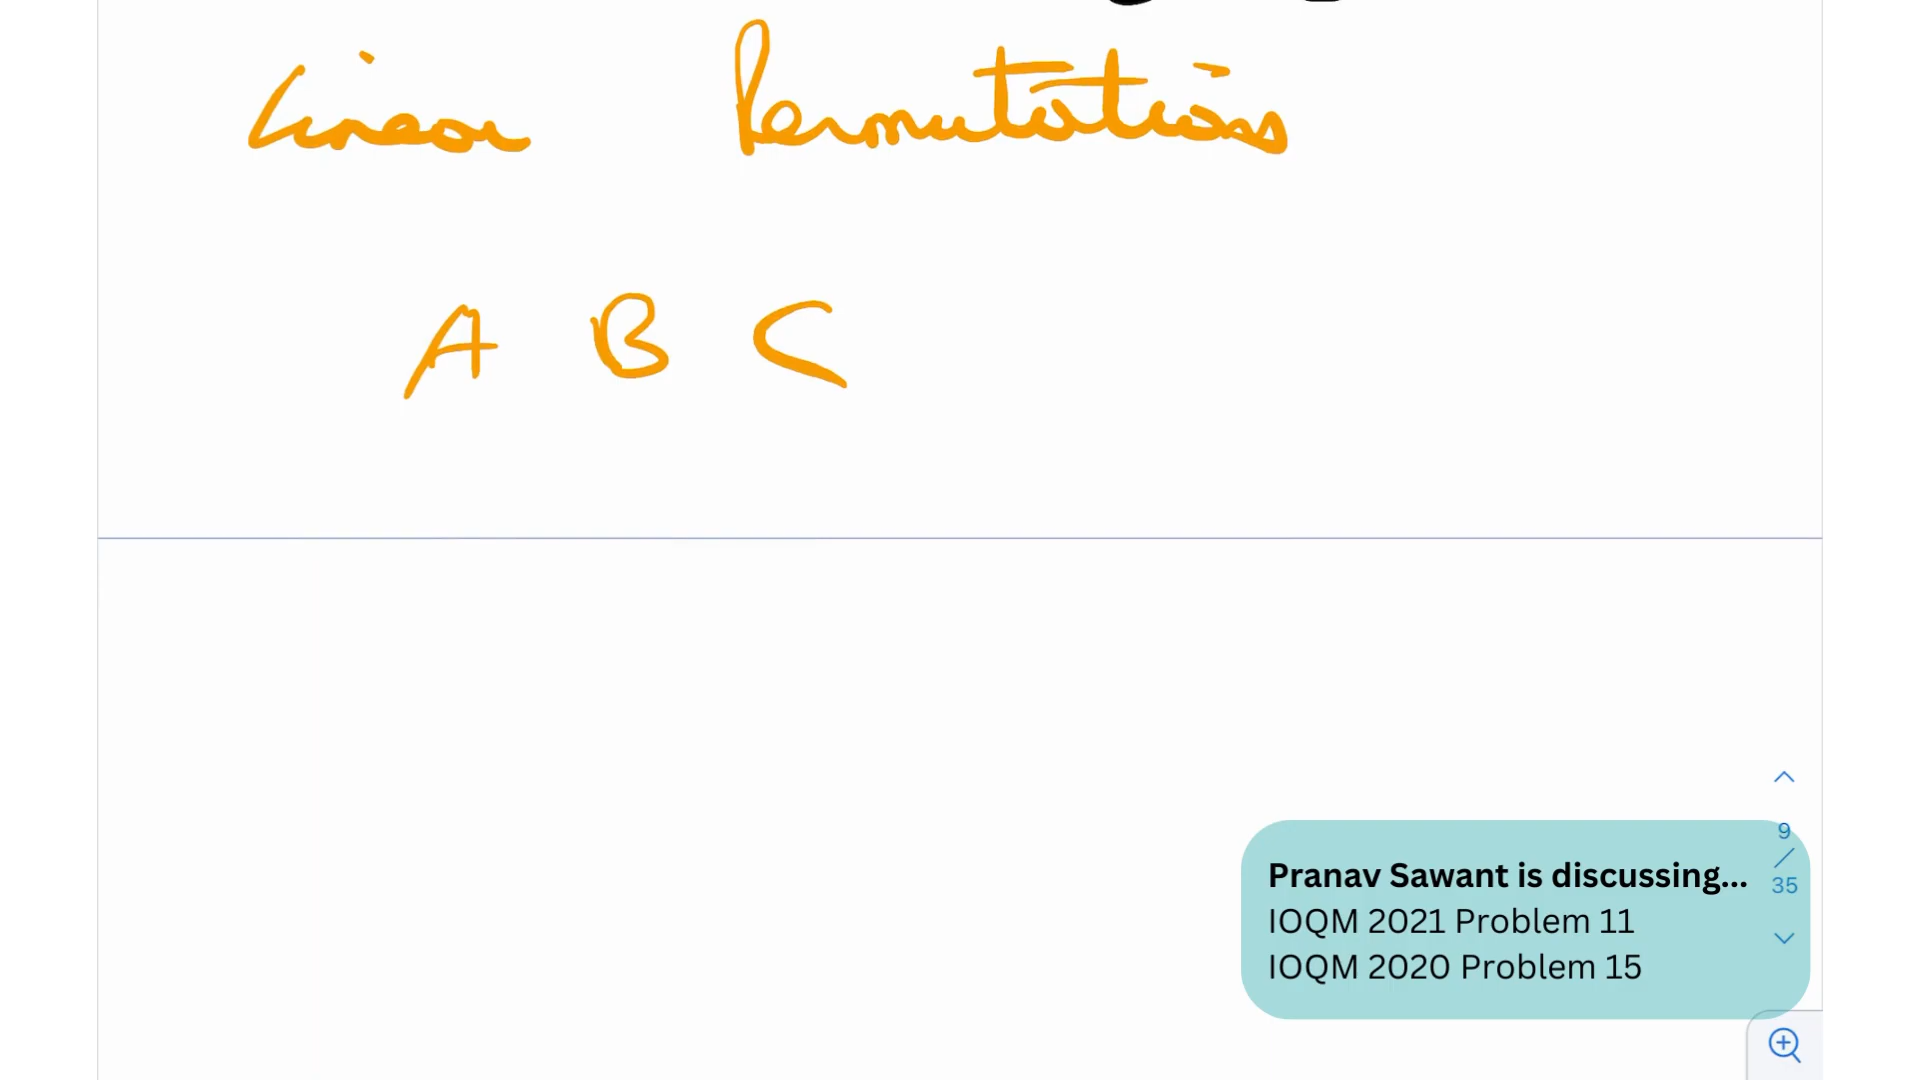 Linear Permutations
A B C
9
/
35
Pranav Sawant is discussing...
IOQM 2021 Problem 11
IOQM 2020 Problem 15